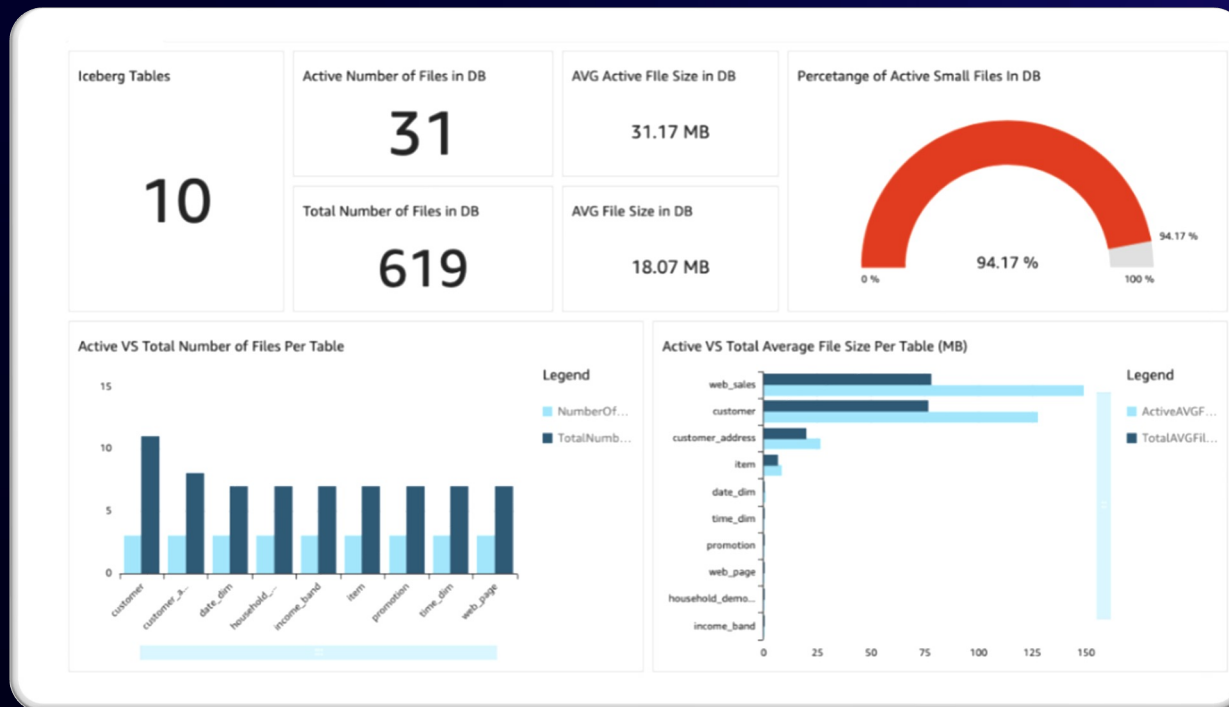 Iceberg Tables
10
Active Number of Files in DB
31
Total Number of Files in DB
619
AVG Active FIle Size in DB
31.17 MB
AVG File Size in DB
18.07 MB
Percetange of Active Small Files In DB
94.17 %
94.17 %
0 %
100 %
Active VS Total Number of Files Per Table
15
10
5
0
customer
customer_a...
date_dim
household_...
income_band
item
promotion
time_dim
web_page
Legend
NumberOf...
TotalNumb...
Active VS Total Average File Size Per Table (MB)
web_sales
customer
customer_address
item
date_dim
time_dim
promotion
web_page
household_demo...
income_band
0 25 50 75 100 125 150
Legend
ActiveAVGF...
TotalAVGFil...